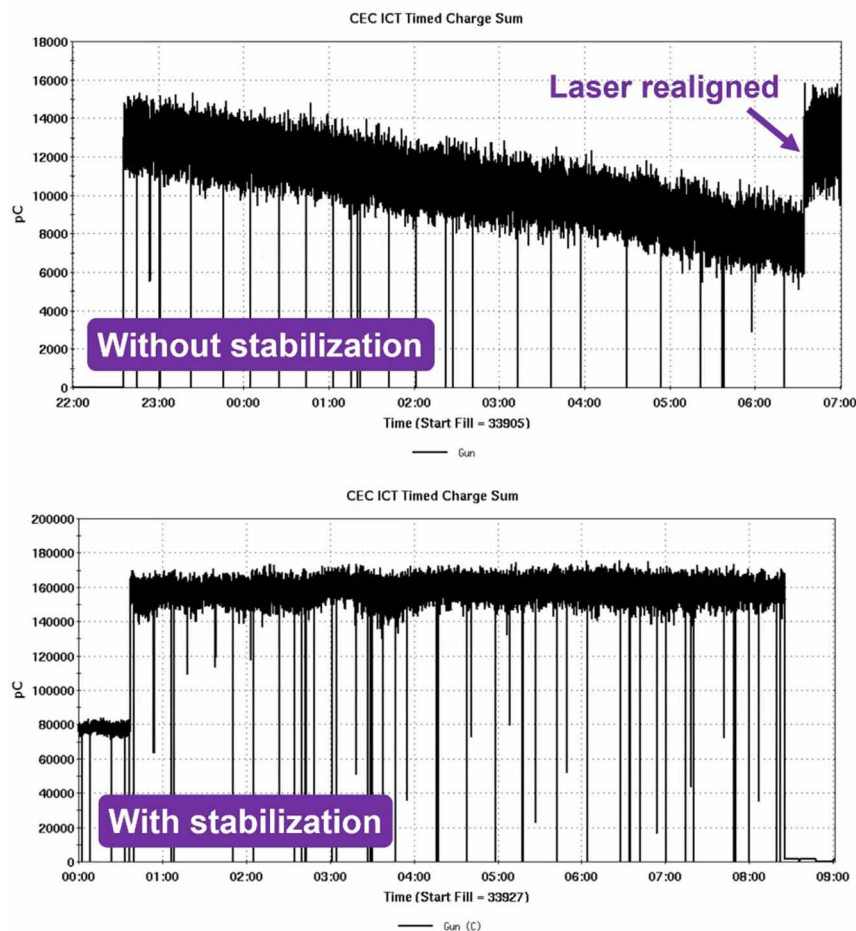 CEC ICT Timed Charge Sum
18000
16000
14000
12000
10000
8000
6000
4000
2000
0
pC
Laser realigned
Without stabilization
22:00 23:00 00:00 01:00 02:00 03:00 04:00 05:00 06:00 07:00
Time (Start Fill = 33905)
Gun
CEC ICT Timed Charge Sum
200000
180000
160000
140000
120000
100000
80000
60000
40000
20000
0
pC
With stabilization
00:00 01:00 02:00 03:00 04:00 05:00 06:00 07:00 08:00 09:00
Time (Start Fill = 33927)
Gun (C)